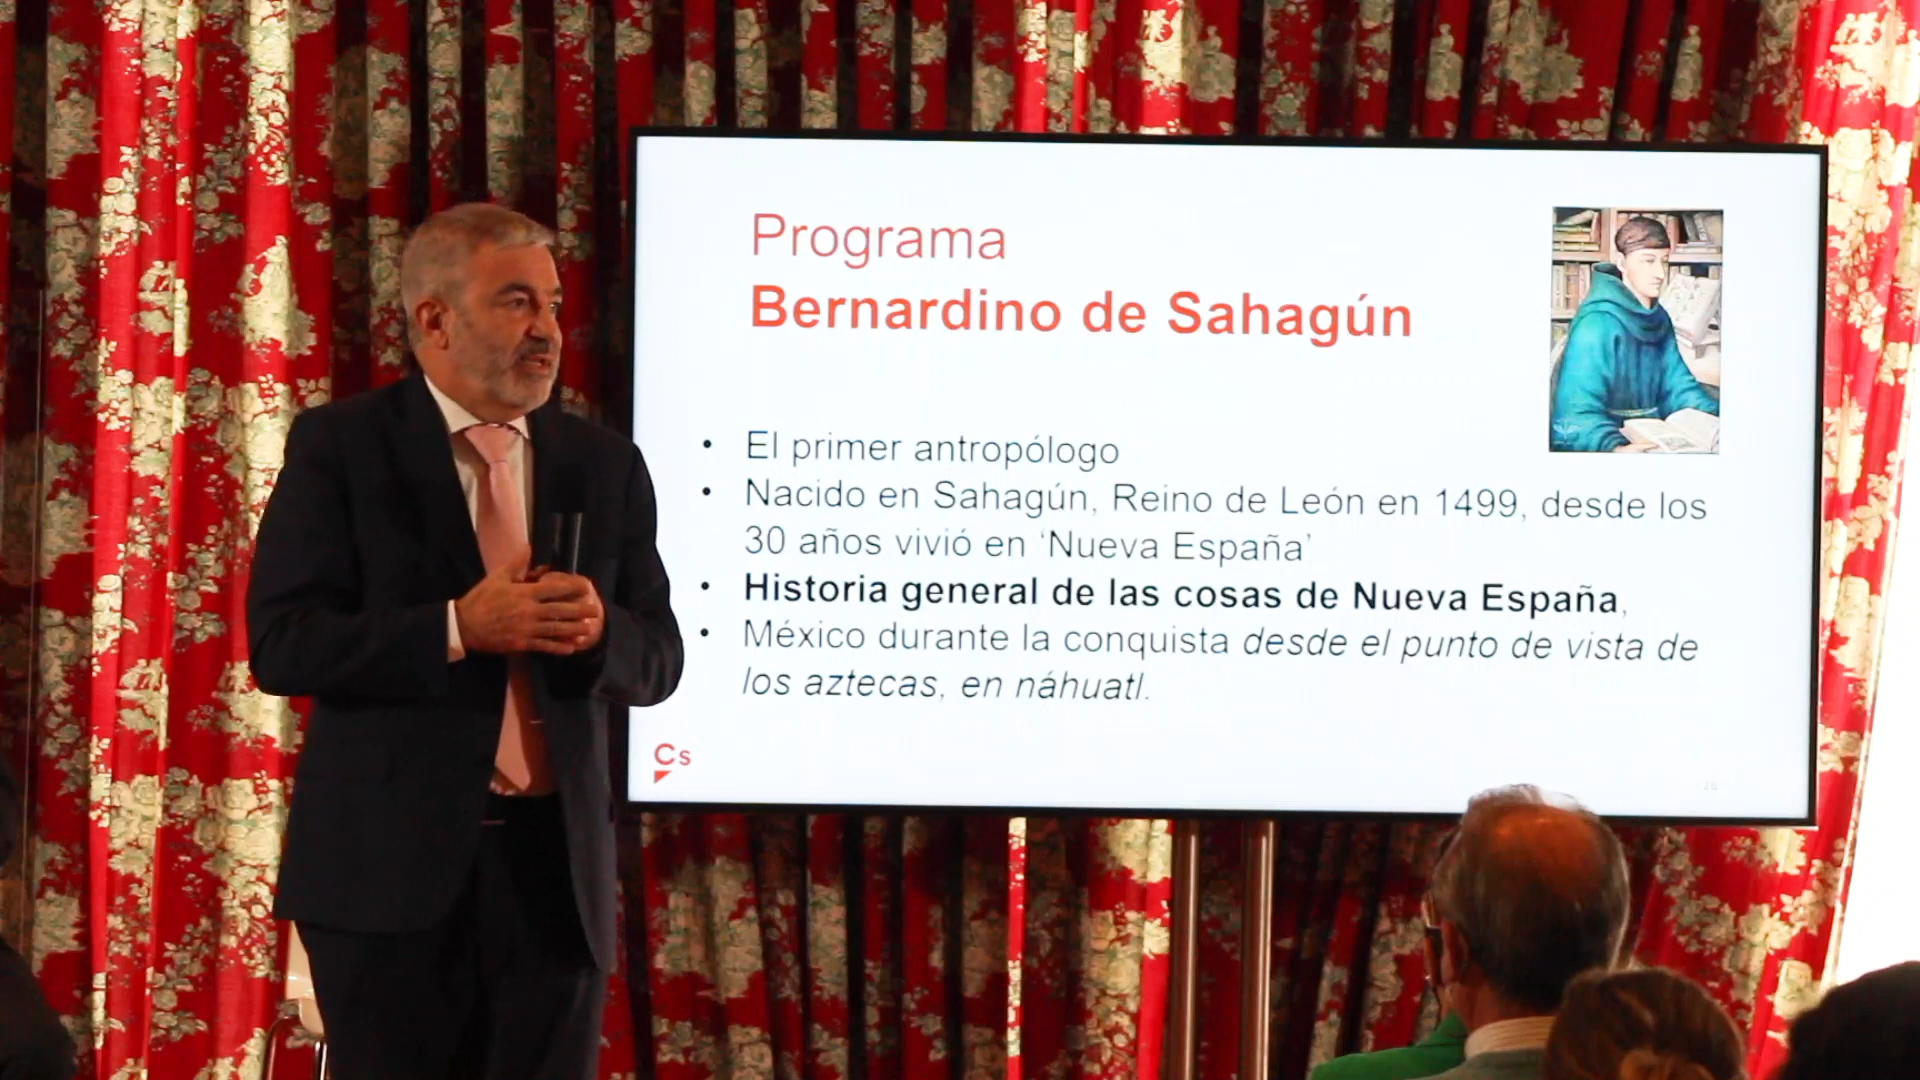 Programa
Bernardino de Sahagún
• El primer antropólogo
• Nacido en Sahagún, Reino de León en 1499, desde los
30 años vivió en ‘Nueva España’
• Historia general de las cosas de Nueva España,
• México durante la conquista desde el punto de vista de
los aztecas, en náhuatl.
Cs